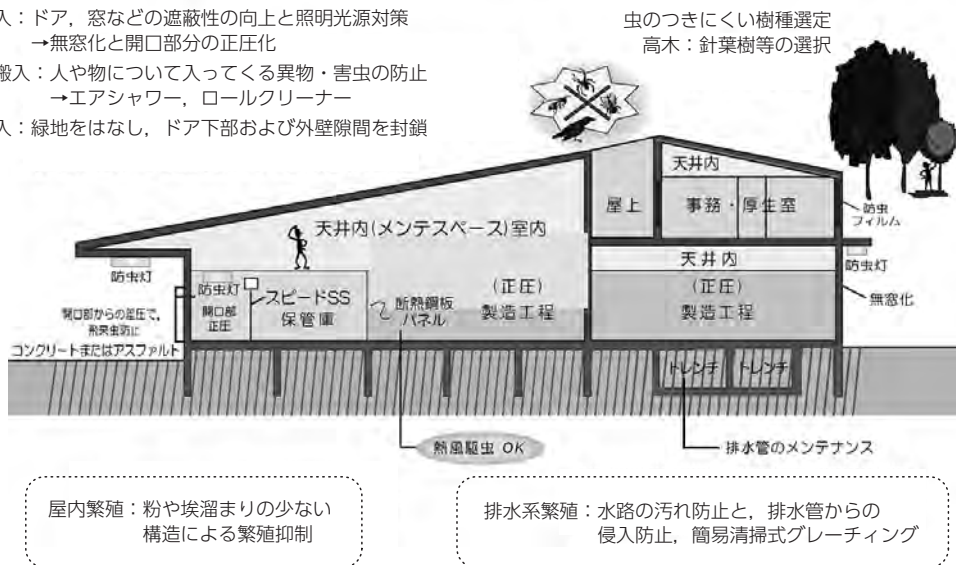 入：ドア，窓などの遮蔽性の向上と照明光源対策
→無窓化と開口部分の正圧化
搬入：人や物について入ってくる異物・害虫の防止
→エアシャワー，ロールクリーナー
入：緑地をはなし，ドア下部および外壁隙間を封鎖
虫のつきにくい樹種選定
高木：針葉樹等の選択
天井内
屋上
事務・厚生室
防虫
フィルム
天井内(メンテスペース)室内
天井内
防虫灯
防虫灯
防虫灯
開口部
正圧
スピードSS
保管庫
断熱鋼板
パネル
(正圧)
製造工程
(正圧)
製造工程
無窓化
開口部からの差圧で，
飛来虫防止
コンクリートまたはアスファルト
トレンチ
トレンチ
熱風駆虫 OK
排水管のメンテナンス
屋内繁殖：粉や埃溜まりの少ない
構造による繁殖抑制
排水系繁殖：水路の汚れ防止と，排水管からの
侵入防止，簡易清掃式グレーチング